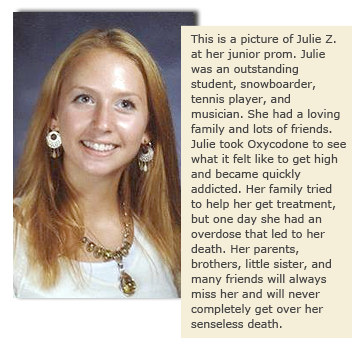 This is a picture of Julie Z.
at her junior prom. Julie
was an outstanding
student, snowboarder,
tennis player, and
musician. She had a loving
family and lots of friends.
Julie took Oxycodone to see
what it felt like to get high
and became quickly
addicted. Her family tried
to help her get treatment,
but one day she had an
overdose that led to her
death. Her parents,
brothers, little sister, and
many friends will always
miss her and will never
completely get over her
senseless death.